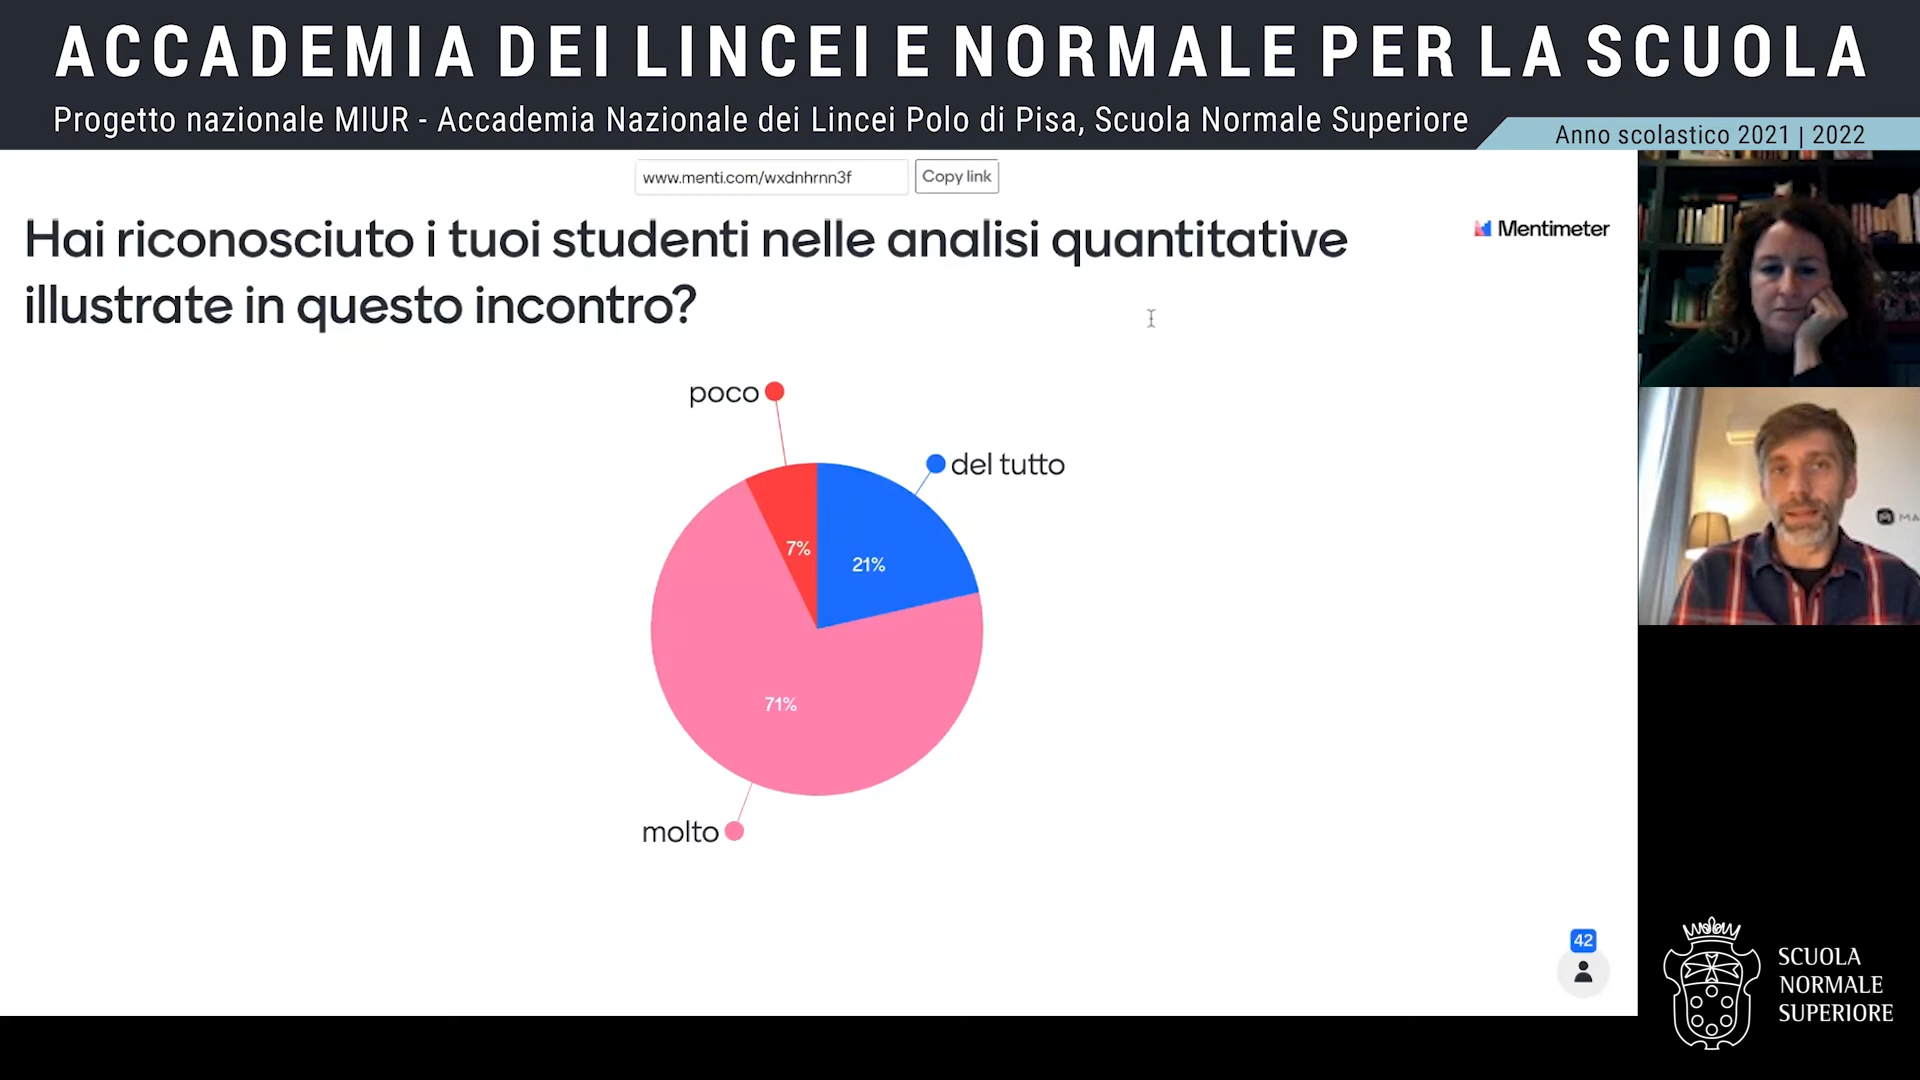 ACCADEMIA DEI LINCEI E NORMALE PER LA SCUOLA
Progetto nazionale MIUR - Accademia Nazionale dei Lincei Polo di Pisa, Scuola Normale Superiore
Anno scolastico 2021 | 2022
www.menti.com/wxdnhrnn3f
Copy link
Hai riconosciuto i tuoi studenti nelle analisi quantitative
illustrate in questo incontro?
Mentimeter
poco
del tutto
7%
21%
71%
molto
42
MA
SCUOLA
NORMALE
SUPERIORE